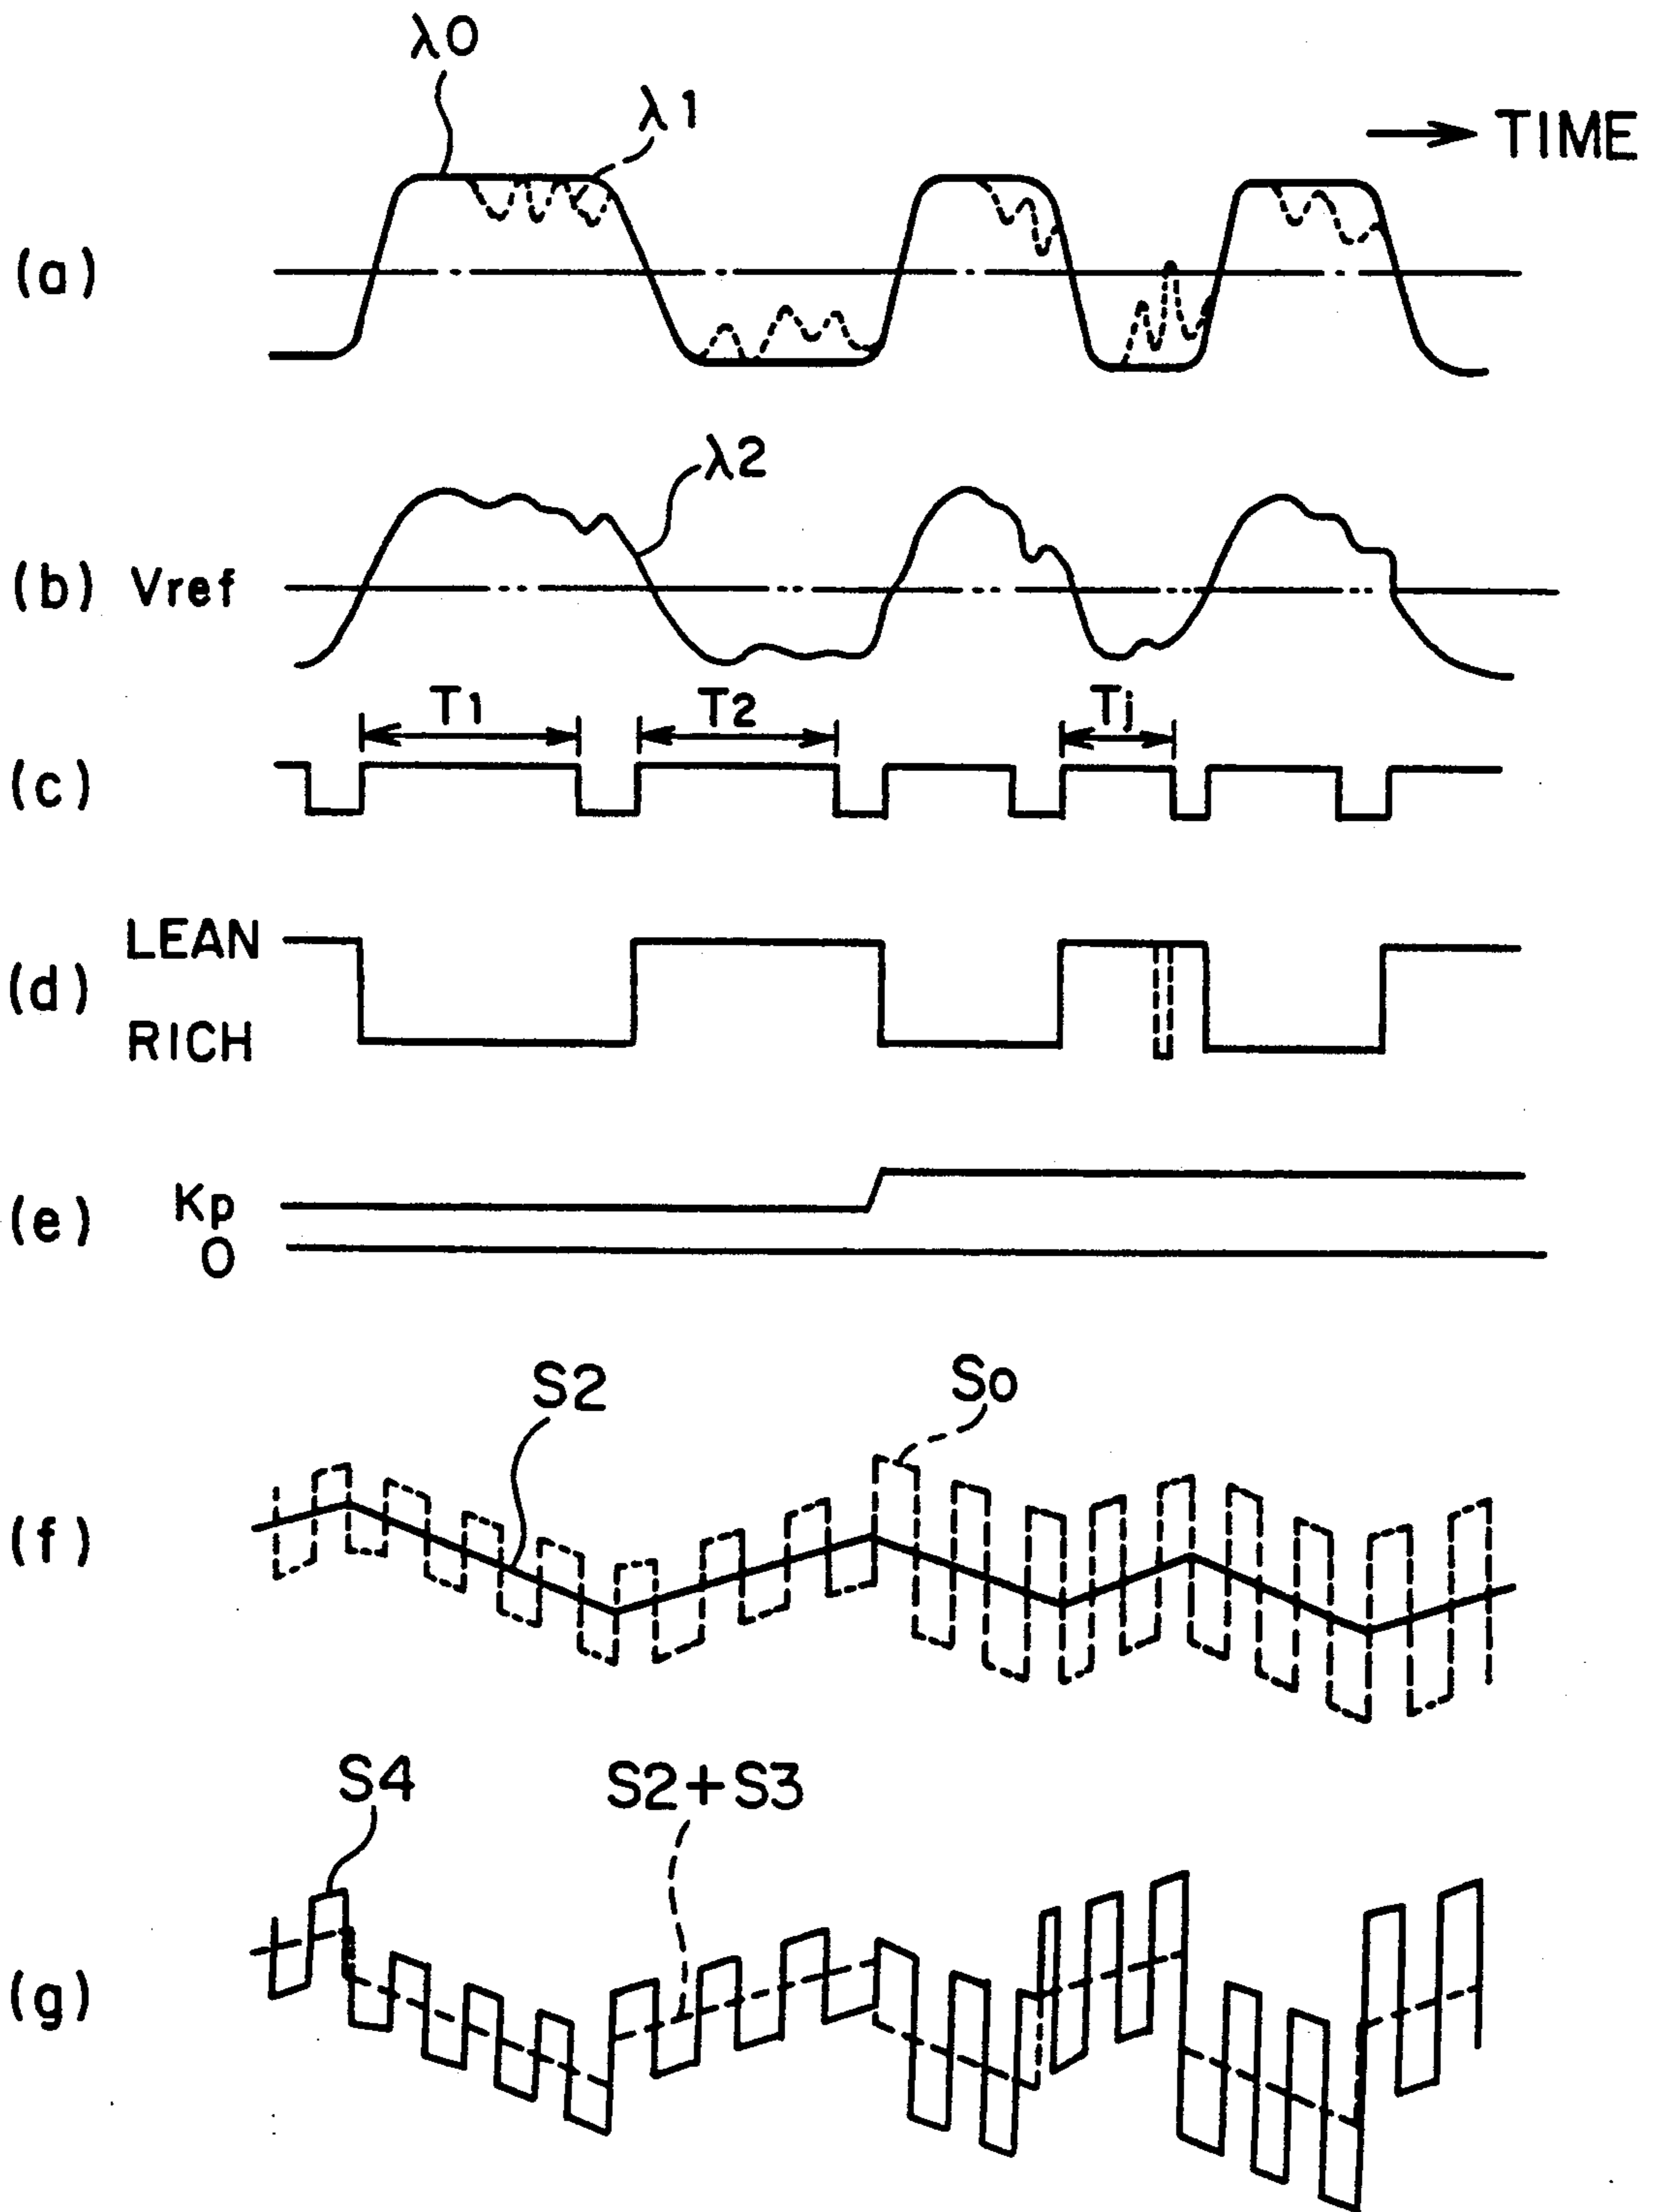 λ0
λ1
→ TIME
(a)
λ2
(b) Vref
T1 T2 Tj
(c)
LEAN
(d)
RICH
(e) Kp
0
S2 So
(f)
S4 S2+S3
(g)